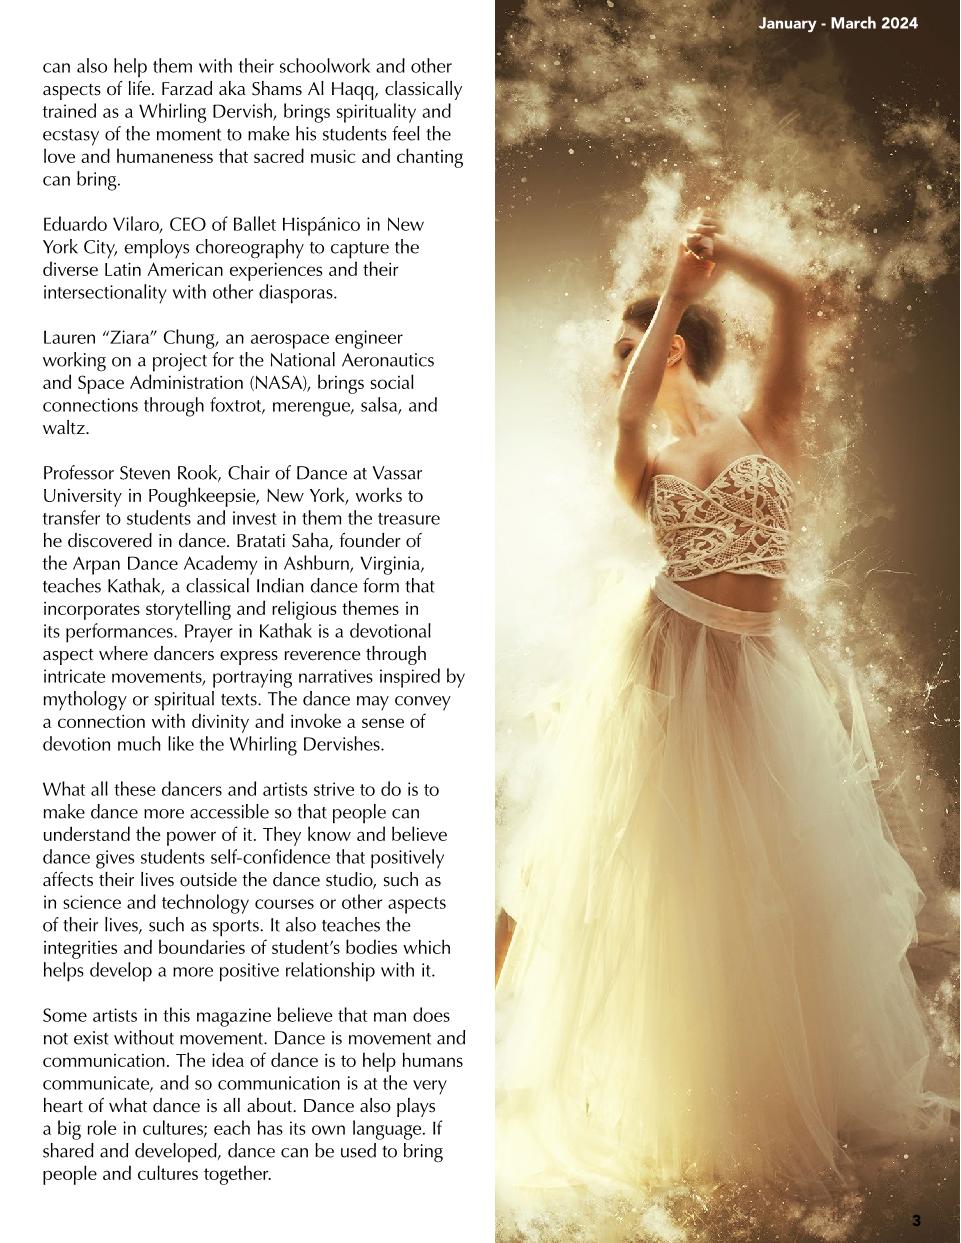 January - March 2024
can also help them with their schoolwork and other
aspects of life. Farzad aka Shams Al Haqq, classically
trained as a Whirling Dervish, brings spirituality and
ecstasy of the moment to make his students feel the
love and humaneness that sacred music and chanting
can bring.
Eduardo Vilaro, CEO of Ballet Hispánico in New
York City, employs choreography to capture the
diverse Latin American experiences and their
intersectionality with other diasporas.
Lauren “Ziara” Chung, an aerospace engineer
working on a project for the National Aeronautics
and Space Administration (NASA), brings social
connections through foxtrot, merengue, salsa, and
waltz.
Professor Steven Rook, Chair of Dance at Vassar
University in Poughkeepsie, New York, works to
transfer to students and invest in them the treasure
he discovered in dance. Bratati Saha, founder of
the Arpan Dance Academy in Ashburn, Virginia,
teaches Kathak, a classical Indian dance form that
incorporates storytelling and religious themes in
its performances. Prayer in Kathak is a devotional
aspect where dancers express reverence through
intricate movements, portraying narratives inspired by
mythology or spiritual texts. The dance may convey
a connection with divinity and invoke a sense of
devotion much like the Whirling Dervishes.
What all these dancers and artists strive to do is to
make dance more accessible so that people can
understand the power of it. They know and believe
dance gives students self-confidence that positively
affects their lives outside the dance studio, such as
in science and technology courses or other aspects
of their lives, such as sports. It also teaches the
integrities and boundaries of student’s bodies which
helps develop a more positive relationship with it.
Some artists in this magazine believe that man does
not exist without movement. Dance is movement and
communication. The idea of dance is to help humans
communicate, and so communication is at the very
heart of what dance is all about. Dance also plays
a big role in cultures; each has its own language. If
shared and developed, dance can be used to bring
people and cultures together.
3